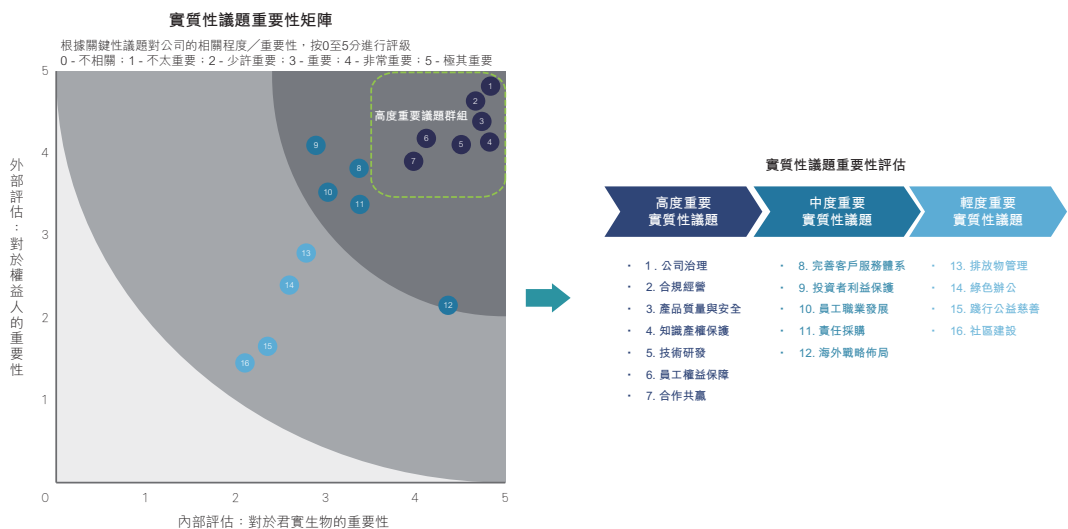 實質性議題重要性矩陣
根據關鍵性議題對公司的相關程度／重要性，按0至5分進行評級
0 - 不相關；1 - 不太重要；2 - 少許重要；3 - 重要；4 - 非常重要；5 - 極其重要
5
4
3
2
1
0
1
2
3
4
5
外部評估：對於權益人的重要性
內部評估：對於君實生物的重要性
高度重要議題群組
1
2
3
4
5
6
7
8
9
10
11
12
13
14
15
16
實質性議題重要性評估
高度重要
實質性議題
• 1 . 公司治理
• 2. 合規經營
• 3. 產品質量與安全
• 4. 知識產權保護
• 5. 技術研發
• 6. 員工權益保障
• 7. 合作共贏
中度重要
實質性議題
• 8. 完善客戶服務體系
• 9. 投資者利益保護
• 10. 員工職業發展
• 11. 責任採購
• 12. 海外戰略佈局
輕度重要
實質性議題
• 13. 排放物管理
• 14. 綠色辦公
• 15. 踐行公益慈善
• 16. 社區建設